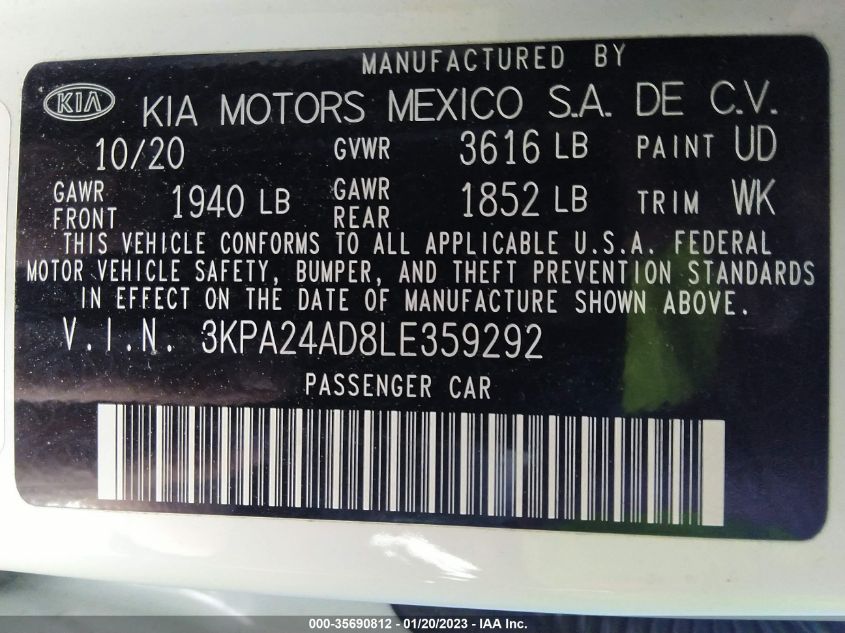 MANUFACTURED BY
KIA KIA MOTORS MEXICO S.A. DE C.V.
10/20 GVWR 3616 LB PAINT UD
GAWR FRONT 1940 LB GAWR REAR 1852 LB TRIM WK
THIS VEHICLE CONFORMS TO ALL APPLICABLE U.S.A. FEDERAL
MOTOR VEHICLE SAFETY, BUMPER, AND THEFT PREVENTION STANDARDS
IN EFFECT ON THE DATE OF MANUFACTURE SHOWN ABOVE.
V.I.N. 3KPA24AD8LE359292
PASSENGER CAR
000-35690812 - 01/20/2023 - IAA Inc.